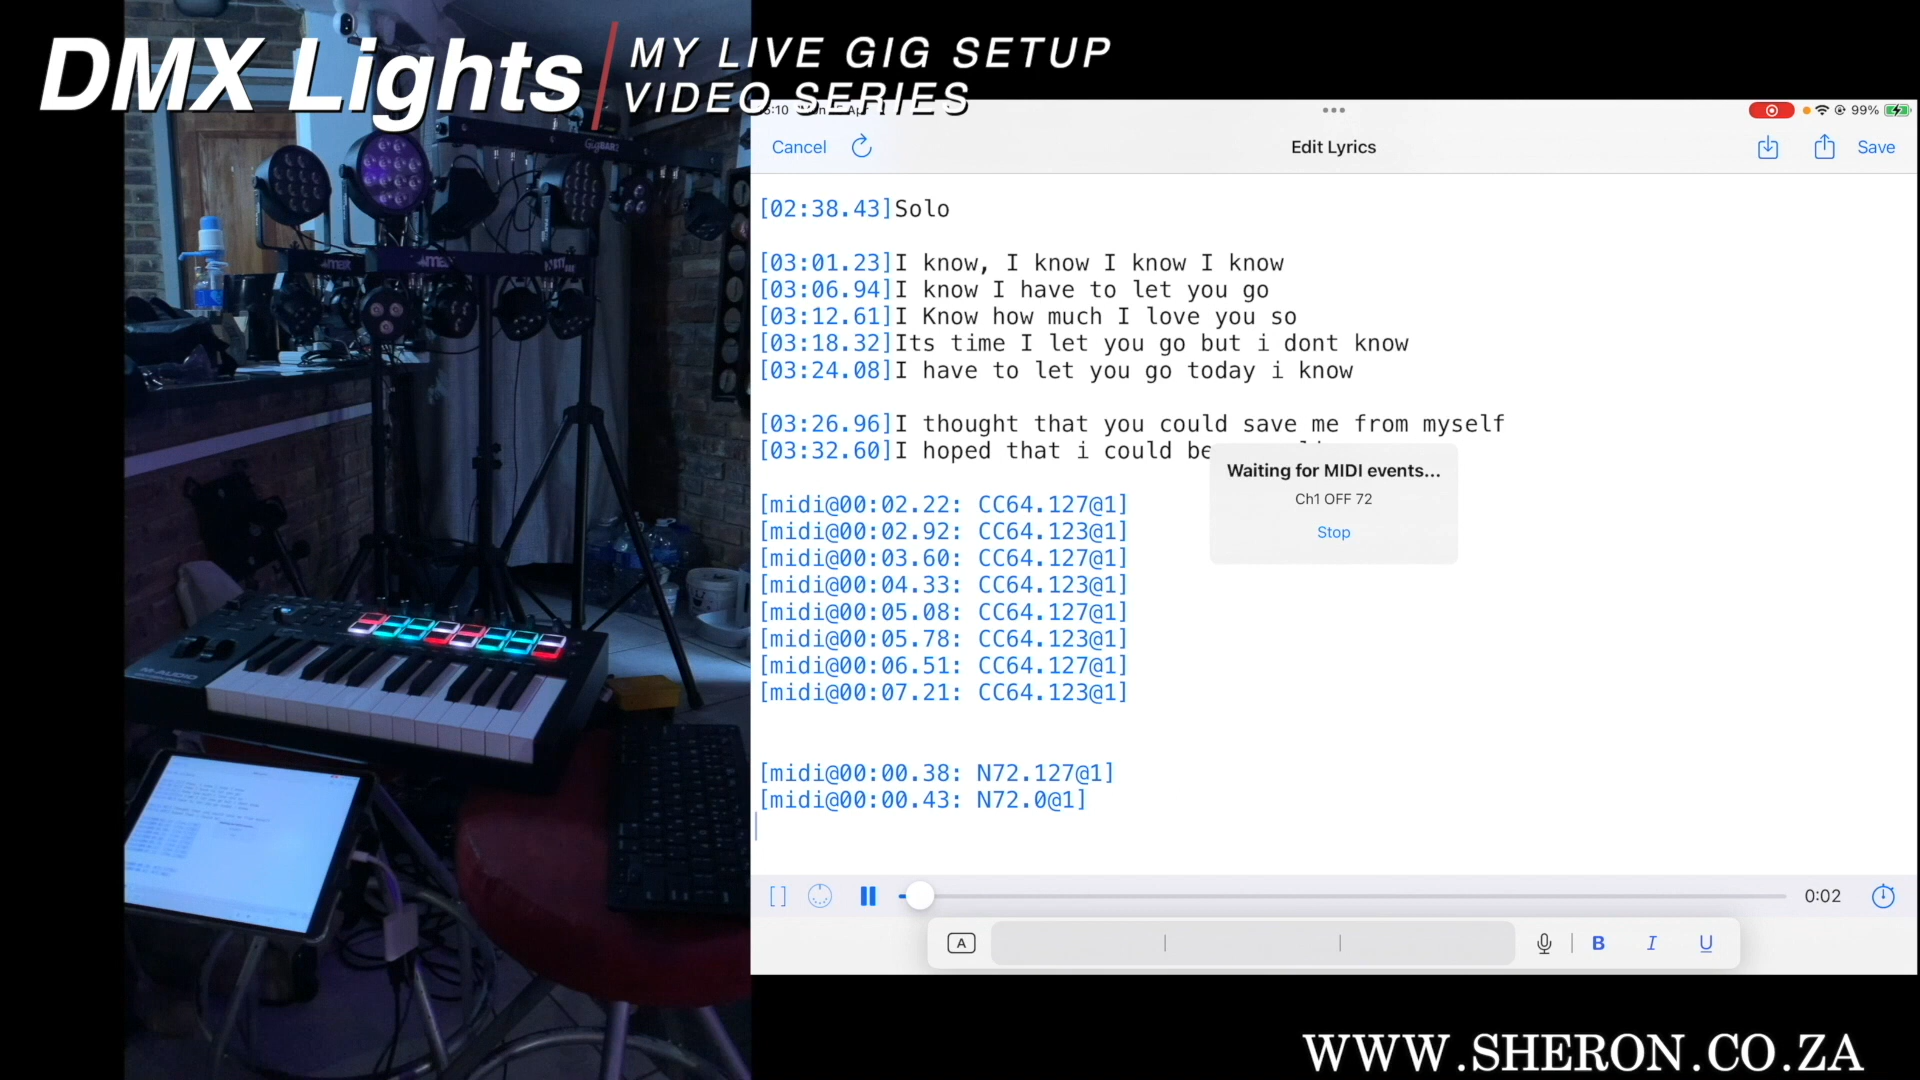 DMX Lights
MY LIVE GIG SETUP
VIDEO SERIES
99%
Cancel
Edit Lyrics
Save
[02:38.43]Solo
[03:01.23]I know, I know I know I know
[03:06.94]I know I have to let you go
[03:12.61]I Know how much I love you so
[03:18.32]Its time I let you go but i dont know
[03:24.08]I have to let you go today i know
[03:26.96]I thought that you could save me from myself
[03:32.60]I hoped that i could be
Waiting for MIDI events...
Ch1 OFF 72
Stop
[midi@00:02.22: CC64.127@1]
[midi@00:02.92: CC64.123@1]
[midi@00:03.60: CC64.127@1]
[midi@00:04.33: CC64.123@1]
[midi@00:05.08: CC64.127@1]
[midi@00:05.78: CC64.123@1]
[midi@00:06.51: CC64.127@1]
[midi@00:07.21: CC64.123@1]
[midi@00:00.38: N72.127@1]
[midi@00:00.43: N72.0@1]
[] 0:02
A B I U
M-AUDIO
WWW.SHERON.CO.ZA